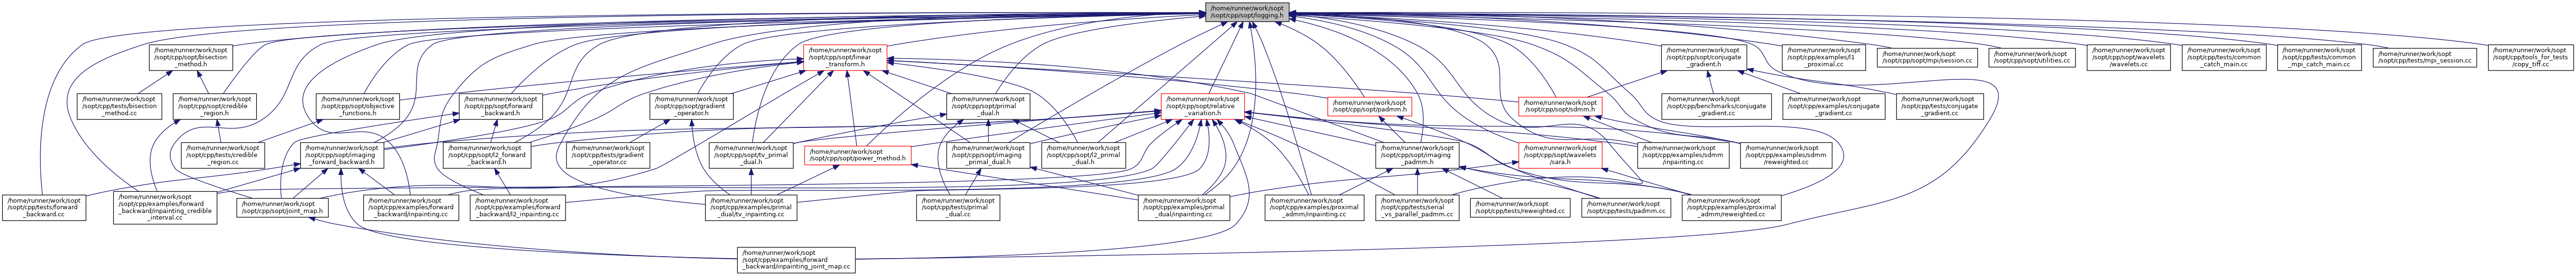 /home/runner/work/sopt
/sopt/cpp/sopt/logging.h
/home/runner/work/sopt
/sopt/cpp/sopt/bisection
_method.h
/home/runner/work/sopt
/sopt/cpp/sopt/linear
_transform.h
/home/runner/work/sopt
/sopt/cpp/sopt/conjugate
_gradient.h
/home/runner/work/sopt
/sopt/cpp/examples/l1
_proximal.cc
/home/runner/work/sopt
/sopt/cpp/sopt/mpi/session.cc
/home/runner/work/sopt
/sopt/cpp/sopt/utilities.cc
/home/runner/work/sopt
/sopt/cpp/sopt/wavelets
/wavelets.cc
/home/runner/work/sopt
/sopt/cpp/tests/common
_catch_main.cc
/home/runner/work/sopt
/sopt/cpp/tests/common
_mpi_catch_main.cc
/home/runner/work/sopt
/sopt/cpp/tests/mpi_session.cc
/home/runner/work/sopt
/sopt/cpp/tools_for_tests
/copy_tiff.cc
/home/runner/work/sopt
/sopt/cpp/tests/bisection
_method.cc
/home/runner/work/sopt
/sopt/cpp/sopt/credible
_region.h
/home/runner/work/sopt
/sopt/cpp/sopt/objective
_functions.h
/home/runner/work/sopt
/sopt/cpp/sopt/forward
_backward.h
/home/runner/work/sopt
/sopt/cpp/sopt/gradient
_operator.h
/home/runner/work/sopt
/sopt/cpp/sopt/primal
_dual.h
/home/runner/work/sopt
/sopt/cpp/sopt/relative
_variation.h
/home/runner/work/sopt
/sopt/cpp/sopt/padmm.h
/home/runner/work/sopt
/sopt/cpp/sopt/sdmm.h
/home/runner/work/sopt
/sopt/cpp/benchmarks/conjugate
_gradient.cc
/home/runner/work/sopt
/sopt/cpp/examples/conjugate
_gradient.cc
/home/runner/work/sopt
/sopt/cpp/tests/conjugate
_gradient.cc
/home/runner/work/sopt
/sopt/cpp/tests/credible
_region.cc
/home/runner/work/sopt
/sopt/cpp/sopt/imaging
_forward_backward.h
/home/runner/work/sopt
/sopt/cpp/sopt/l2_forward
_backward.h
/home/runner/work/sopt
/sopt/cpp/tests/gradient
_operator.cc
/home/runner/work/sopt
/sopt/cpp/sopt/tv_primal
_dual.h
/home/runner/work/sopt
/sopt/cpp/sopt/power_method.h
/home/runner/work/sopt
/sopt/cpp/sopt/imaging
_primal_dual.h
/home/runner/work/sopt
/sopt/cpp/sopt/l2_primal
_dual.h
/home/runner/work/sopt
/sopt/cpp/sopt/imaging
_padmm.h
/home/runner/work/sopt
/sopt/cpp/sopt/wavelets
/sara.h
/home/runner/work/sopt
/sopt/cpp/examples/sdmm
/inpainting.cc
/home/runner/work/sopt
/sopt/cpp/examples/sdmm
/reweighted.cc
/home/runner/work/sopt
/sopt/cpp/tests/forward
_backward.cc
/home/runner/work/sopt
/sopt/cpp/examples/forward
_backward/inpainting_credible
_interval.cc
/home/runner/work/sopt
/sopt/cpp/sopt/joint_map.h
/home/runner/work/sopt
/sopt/cpp/examples/forward
_backward/inpainting.cc
/home/runner/work/sopt
/sopt/cpp/examples/forward
_backward/l2_inpainting.cc
/home/runner/work/sopt
/sopt/cpp/examples/primal
_dual/tv_inpainting.cc
/home/runner/work/sopt
/sopt/cpp/tests/primal
_dual.cc
/home/runner/work/sopt
/sopt/cpp/examples/primal
_dual/inpainting.cc
/home/runner/work/sopt
/sopt/cpp/examples/proximal
_admm/inpainting.cc
/home/runner/work/sopt
/sopt/cpp/tests/serial
_vs_parallel_padmm.cc
/home/runner/work/sopt
/sopt/cpp/tests/reweighted.cc
/home/runner/work/sopt
/sopt/cpp/tests/padmm.cc
/home/runner/work/sopt
/sopt/cpp/examples/proximal
_admm/reweighted.cc
/home/runner/work/sopt
/sopt/cpp/examples/forward
_backward/inpainting_joint_map.cc